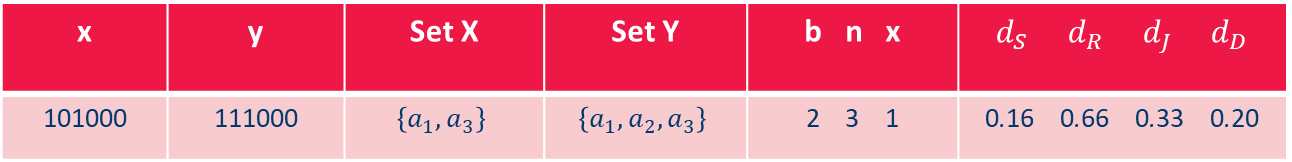 x y Set X Set Y b n x d_S d_R d_J d_D
101000 111000 {a_1, a_3} {a_1, a_2, a_3} 2 3 1 0.16 0.66 0.33 0.20